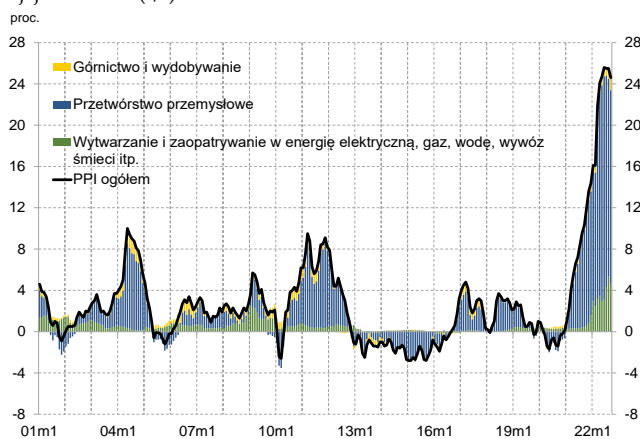 proc.
28 28
24 24
20 20
16 16
12 12
8 8
4 4
0 0
-4 -4
-8 -8
Górnictwo i wydobywanie
Przetwórstwo przemysłowe
Wytwarzanie i zaopatrywanie w energię elektryczną, gaz, wodę, wywóz
śmieci itp.
PPI ogółem
01m1 04m1 07m1 10m1 13m1 16m1 19m1 22m1